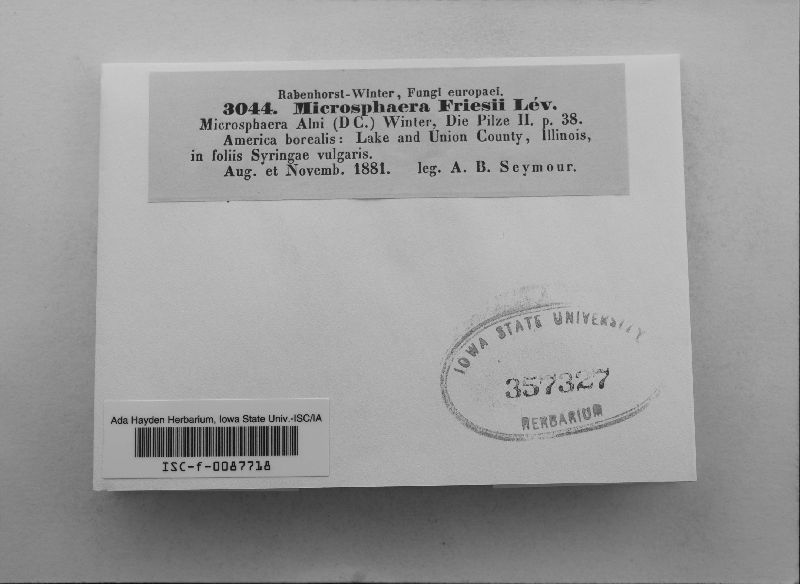 Rabenhorst-Winter, Fungi europaei.
3044. Microsphaera Friesii Lév.
Microsphaera Alni (DC.) Winter, Die Pilze II. p. 38.
America borealis: Lake and Union County, Illinois,
in foliis Syringae vulgaris.
Aug. et Novemb. 1881. leg. A. B. Seymour.
IOWA STATE UNIVERSITY
357327
HERBARIUM
Ada Hayden Herbarium, Iowa State Univ.-ISC/IA
ISC-f-0087718